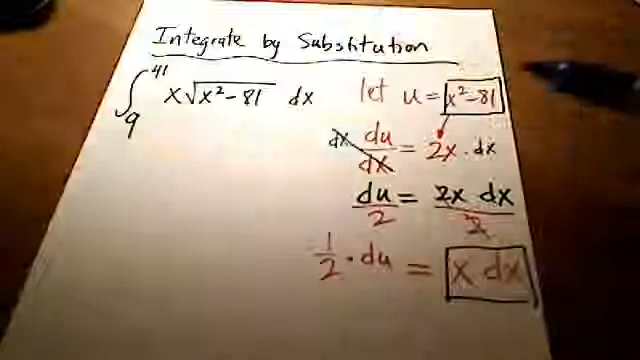 Integrate by Substitution
∫₉⁴¹ x√(x²-81) dx let u = x²-81
dx du/dx = 2x · dx
du/2 = 2x dx/2
1/2 · du = x dx